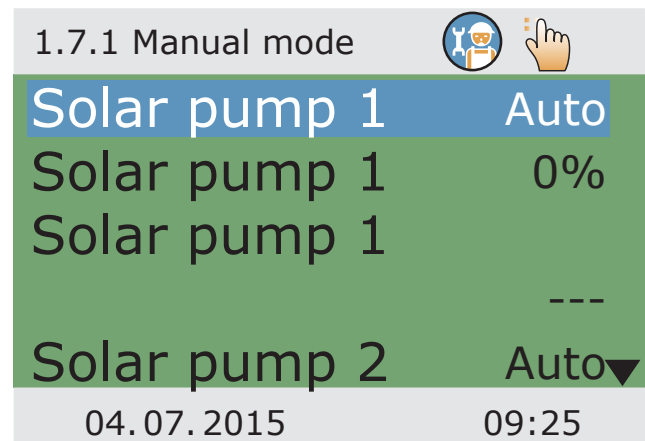 1.7.1 Manual mode
Solar pump 1 Auto
Solar pump 1 0%
Solar pump 1
---
Solar pump 2 Auto
04.07.2015 09:25